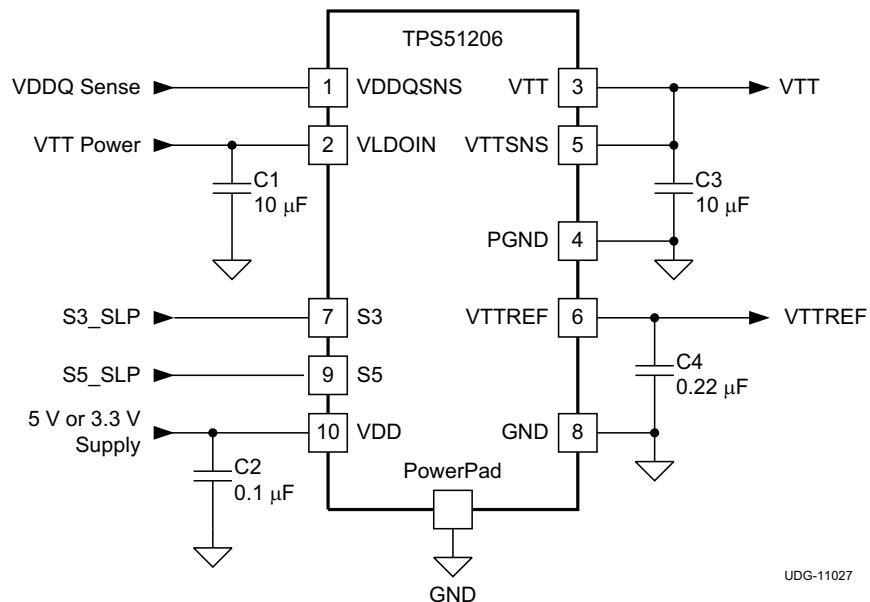 TPS51206
VDDQ Sense 1 VDDQSNS VTT 3 VTT
VTT Power 2 VLDOIN VTTSNS 5
C1
10 μF
C3
10 μF
PGND 4
S3_SLP 7 S3 VTTREF 6 VTTREF
S5_SLP 9 S5
C4
0.22 μF
5 V or 3.3 V
Supply
10 VDD GND 8
C2
0.1 μF
PowerPad
GND
UDG-11027